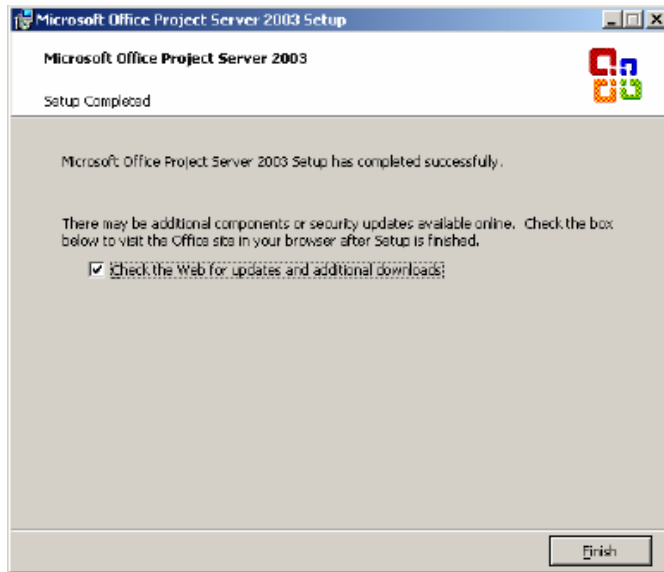 Microsoft Office Project Server 2003 Setup
Microsoft Office Project Server 2003
Setup Completed
Microsoft Office Project Server 2003 Setup has completed successfully.
There may be additional components or security updates available online. Check the box
below to visit the Office site in your browser after Setup is finished.
Check the Web for updates and additional downloads
Finish